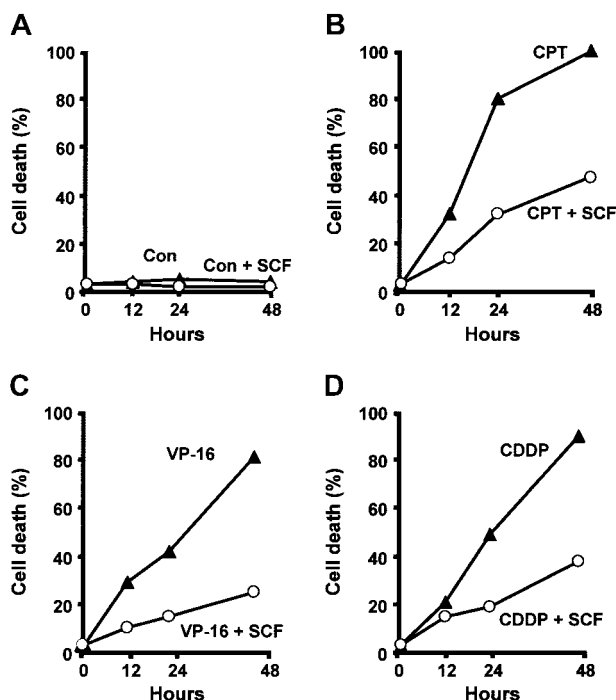 A
Cell death (%)
100
80
60
40
20
0
Con
Con + SCF
0 12 24 48
Hours
B
Cell death (%)
100
80
60
40
20
0
CPT
CPT + SCF
0 12 24 48
Hours
C
Cell death (%)
100
80
60
40
20
0
VP-16
VP-16 + SCF
0 12 24 48
Hours
D
Cell death (%)
100
80
60
40
20
0
CDDP
CDDP + SCF
0 12 24 48
Hours